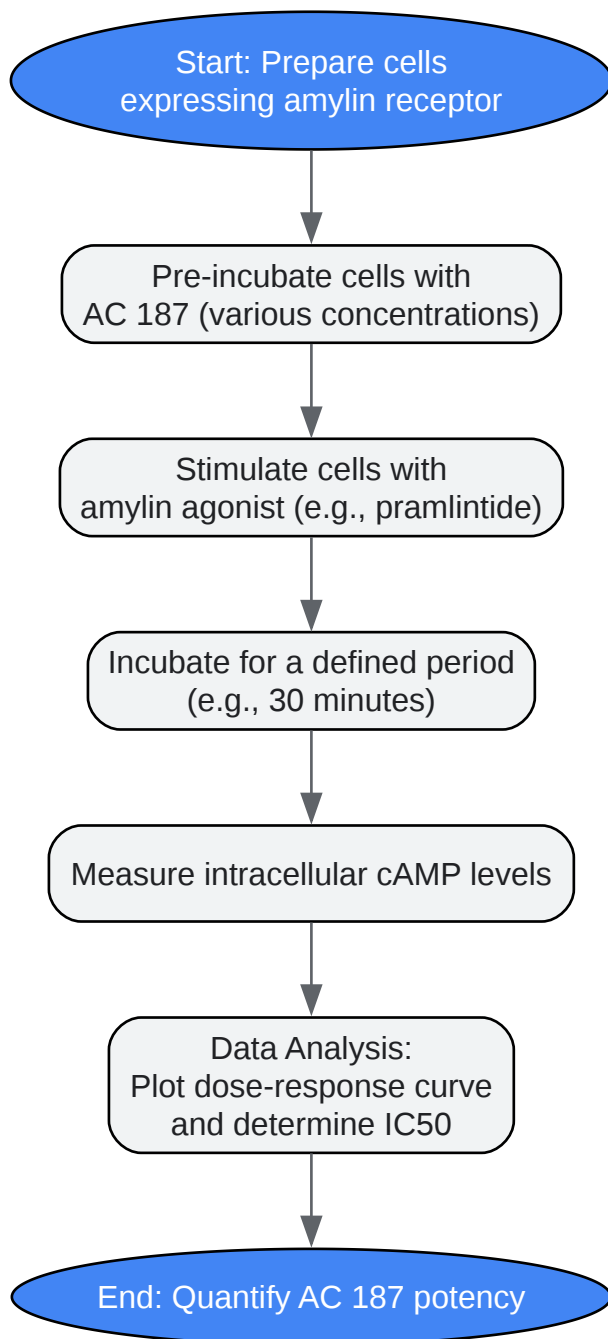 Start: Prepare cells
expressing amylin receptor
Pre-incubate cells with
AC 187 (various concentrations)
Stimulate cells with
amylin agonist (e.g., pramlintide)
Incubate for a defined period
(e.g., 30 minutes)
Measure intracellular cAMP levels
Data Analysis:
Plot dose-response curve
and determine IC50
End: Quantify AC 187 potency